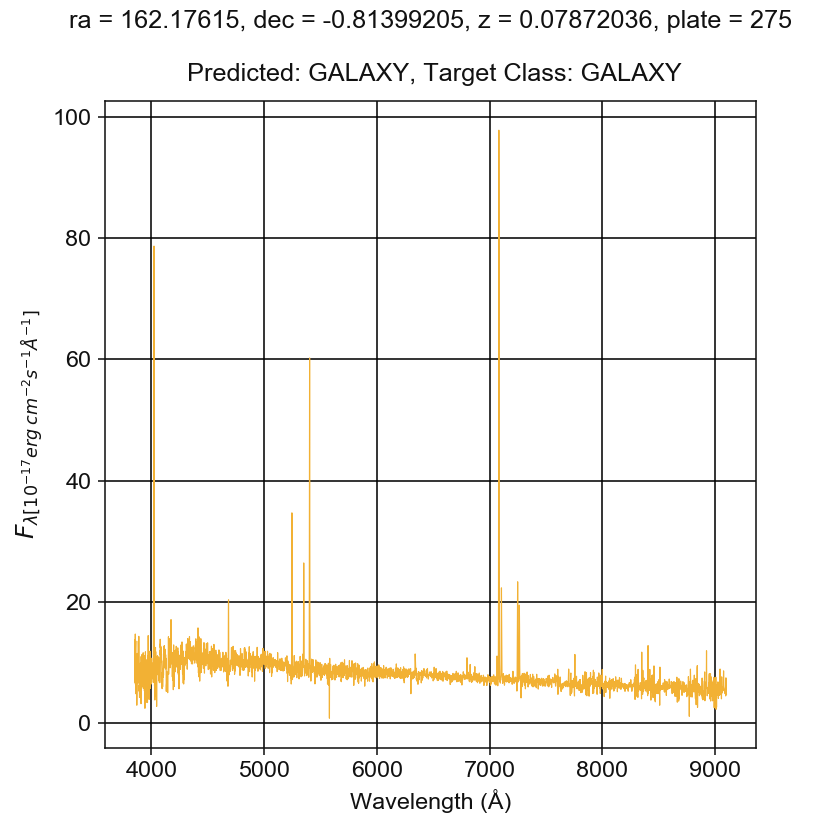 ra = 162.17615, dec = -0.81399205, z = 0.07872036, plate = 275
Predicted: GALAXY, Target Class: GALAXY
100
80
60
40
20
0
F_{λ[10^{-17}erg cm^{-2}s^{-1}Å^{-1}]}
4000 5000 6000 7000 8000 9000
Wavelength (Å)